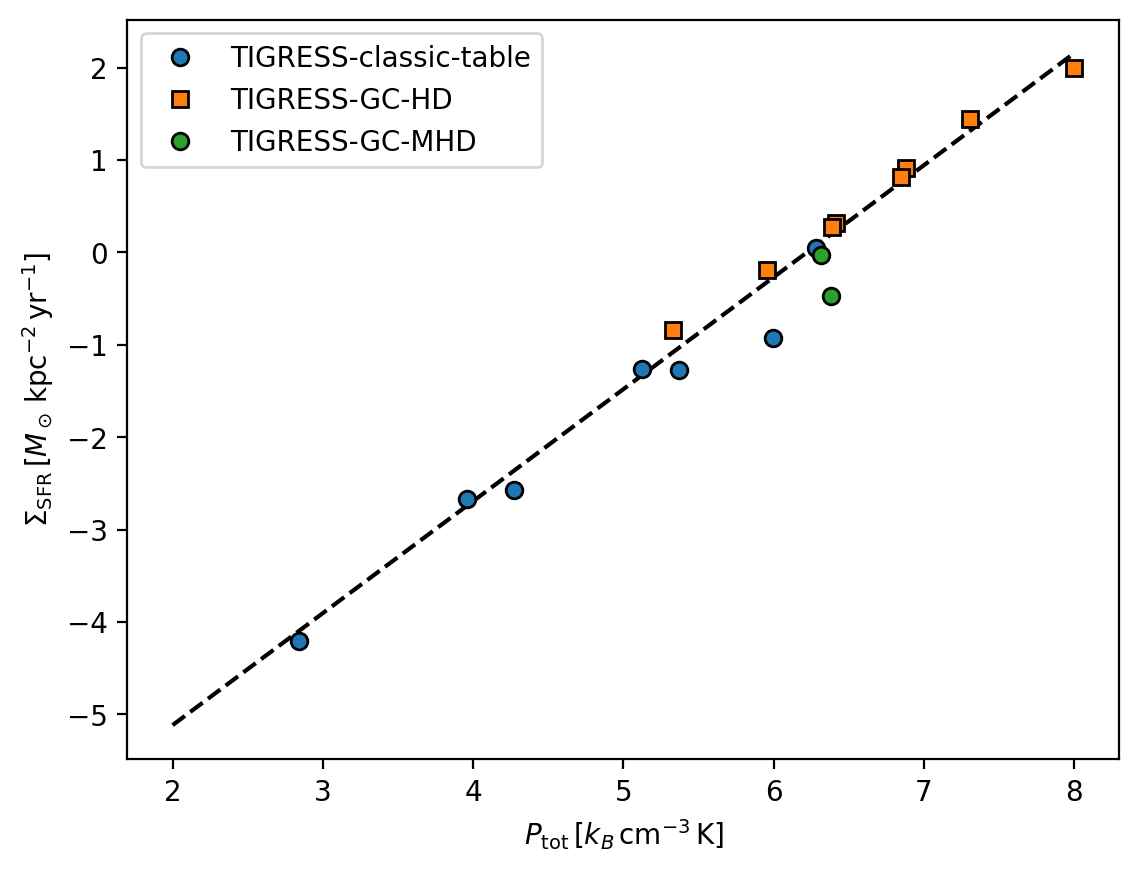 TIGRESS-classic-table
TIGRESS-GC-HD
TIGRESS-GC-MHD
2
1
0
−1
−2
−3
−4
−5
Σ_SFR [M_⊙ kpc^−2 yr^−1]
2 3 4 5 6 7 8
P_tot [k_B cm^−3 K]